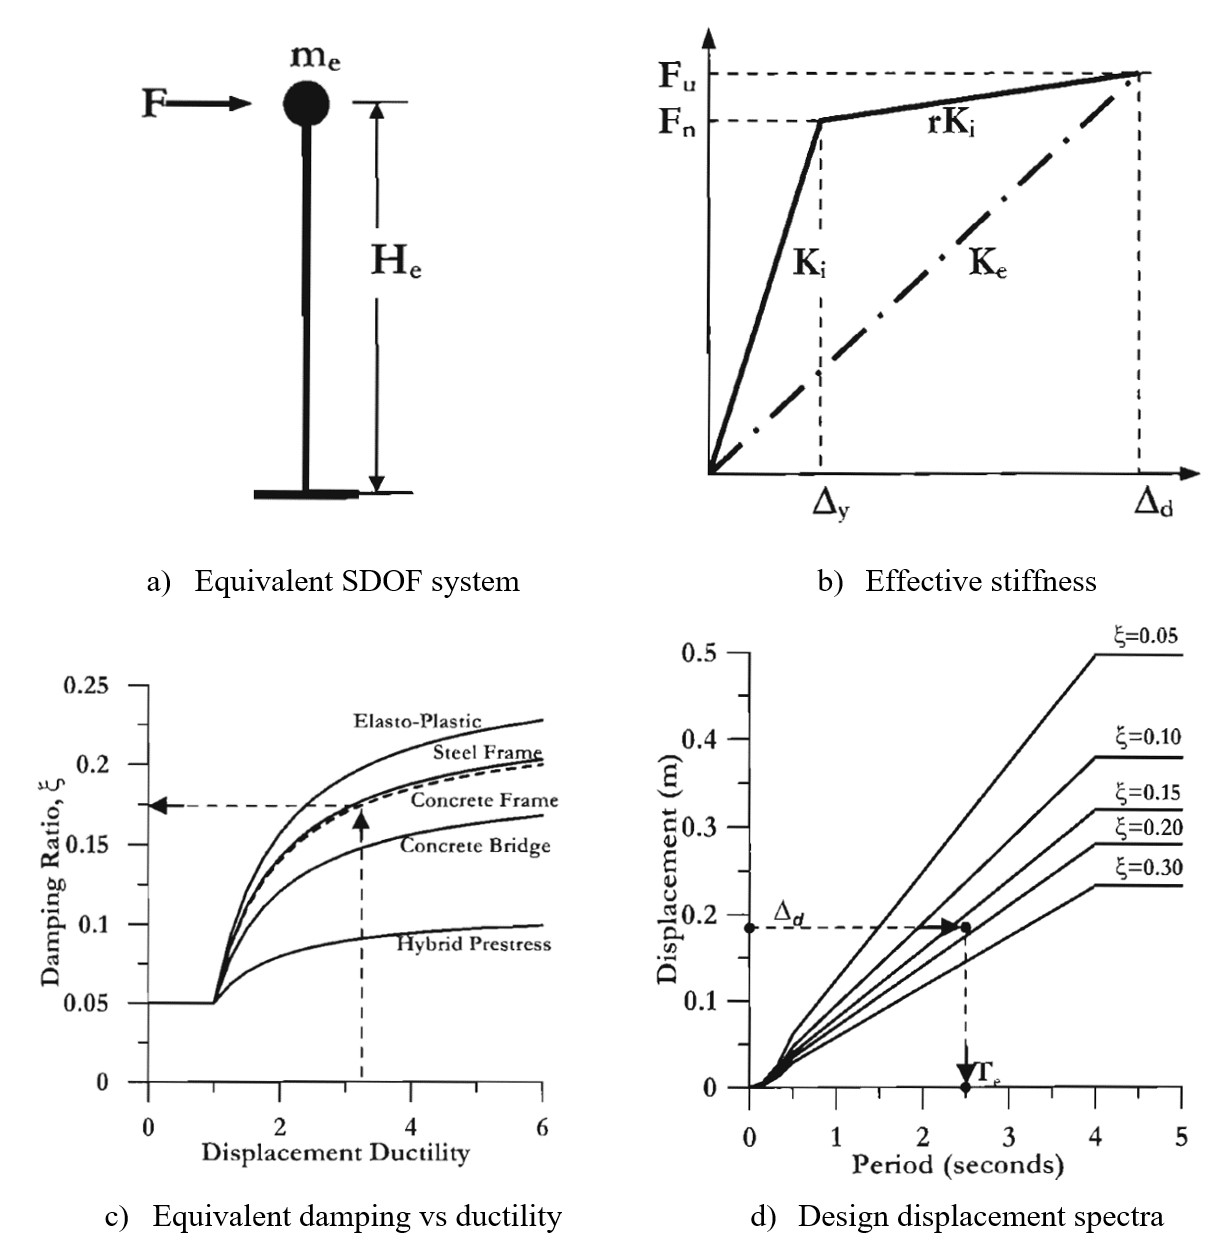 mₑ
F
Hₑ
a) Equivalent SDOF system
Fᵤ
Fₙ
rKᵢ
Kᵢ
Kₑ
Δy
Δd
b) Effective stiffness
0.25
0.2
0.15
0.1
0.05
0
Damping Ratio, ξ
Elasto-Plastic
Steel Frame
Concrete Frame
Concrete Bridge
Hybrid Prestress
0 2 4 6
Displacement Ductility
c) Equivalent damping vs ductility
0.5
0.4
0.3
0.2
0.1
0
Displacement (m)
ξ=0.05
ξ=0.10
ξ=0.15
ξ=0.20
ξ=0.30
Δd
Tₑ
0 1 2 3 4 5
Period (seconds)
d) Design displacement spectra